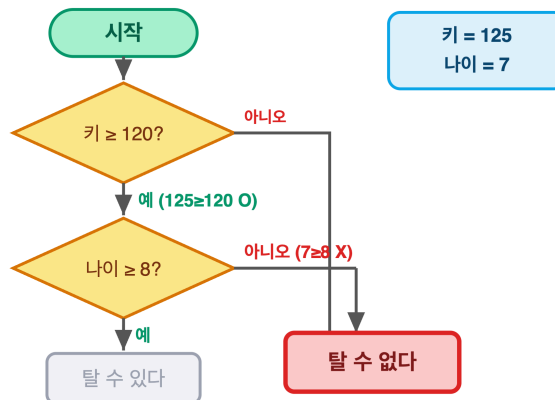 시작
키 = 125
나이 = 7
키 ≥ 120?
아니오
예 (125≥120 O)
나이 ≥ 8?
아니오 (7≥8 X)
예
탈 수 있다
탈 수 없다